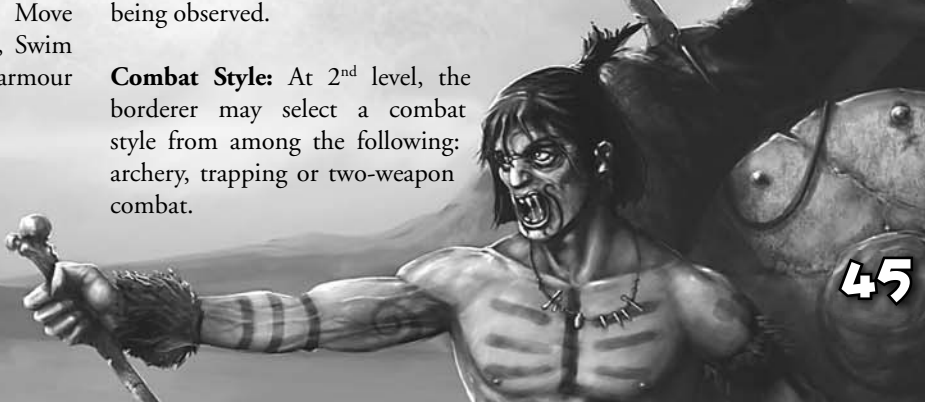 Move
, Swim
armour
being observed.
Combat Style: At 2nd level, the
borderer may select a combat
style from among the following:
archery, trapping or two-weapon
combat.
45